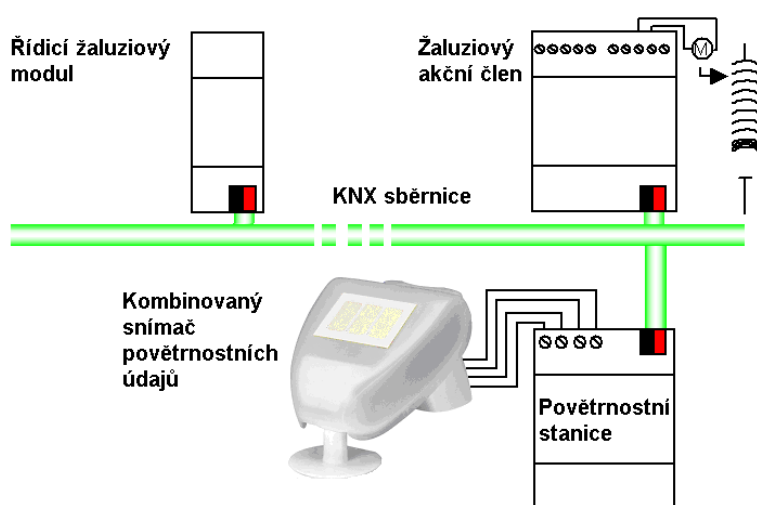 Řídicí žaluziový
modul
Žaluziový
akční člen
M
KNX sběrnice
Kombinovaný
snímač
povětrnostních
údajů
Povětrnostní
stanice